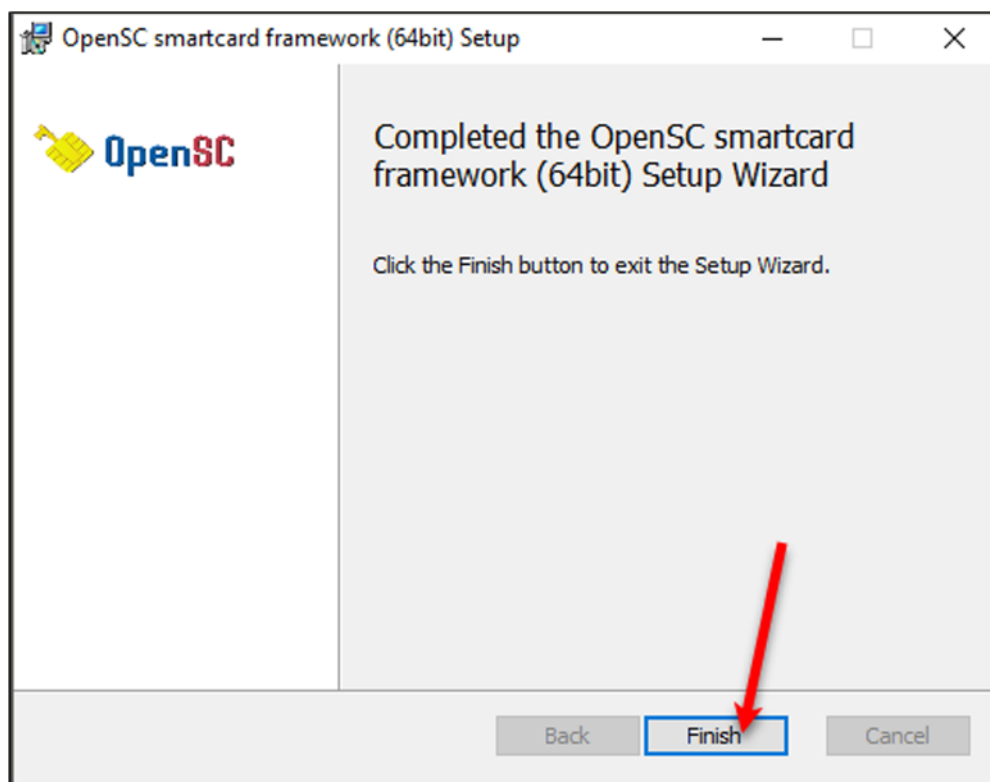 OpenSC smartcard framework (64bit) Setup
OpenSC
Completed the OpenSC smartcard
framework (64bit) Setup Wizard
Click the Finish button to exit the Setup Wizard.
Back
Finish
Cancel